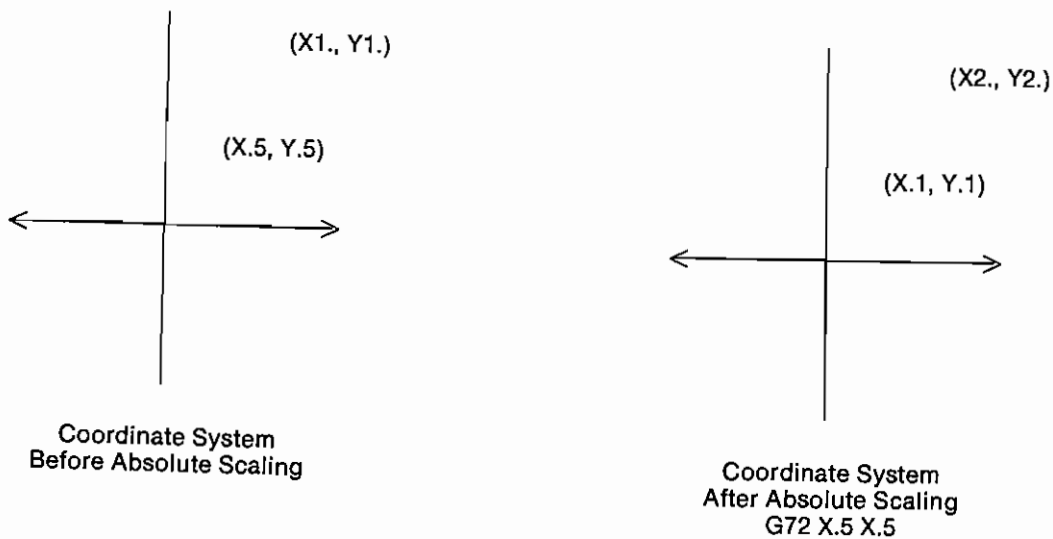 (X1., Y1.)
(X.5, Y.5)
Coordinate System
Before Absolute Scaling
(X2., Y2.)
(X.1, Y.1)
Coordinate System
After Absolute Scaling
G72 X.5 X.5